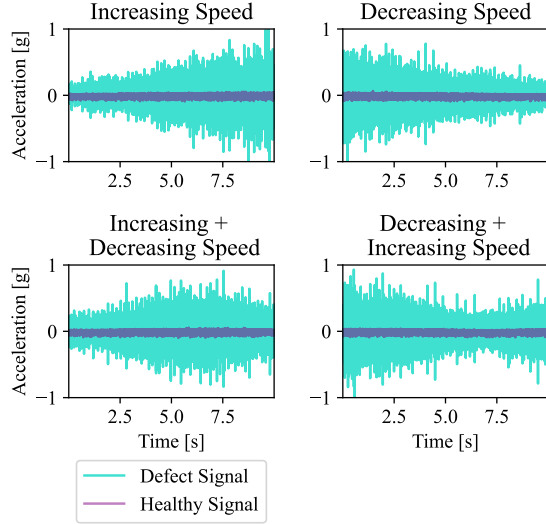 Increasing Speed
Decreasing Speed
Acceleration [g]
1
0
−1
2.5
5.0
7.5
1
0
−1
2.5
5.0
7.5
Increasing +
Decreasing Speed
Decreasing +
Increasing Speed
Acceleration [g]
1
0
−1
2.5
5.0
7.5
Time [s]
1
0
−1
2.5
5.0
7.5
Time [s]
Defect Signal
Healthy Signal